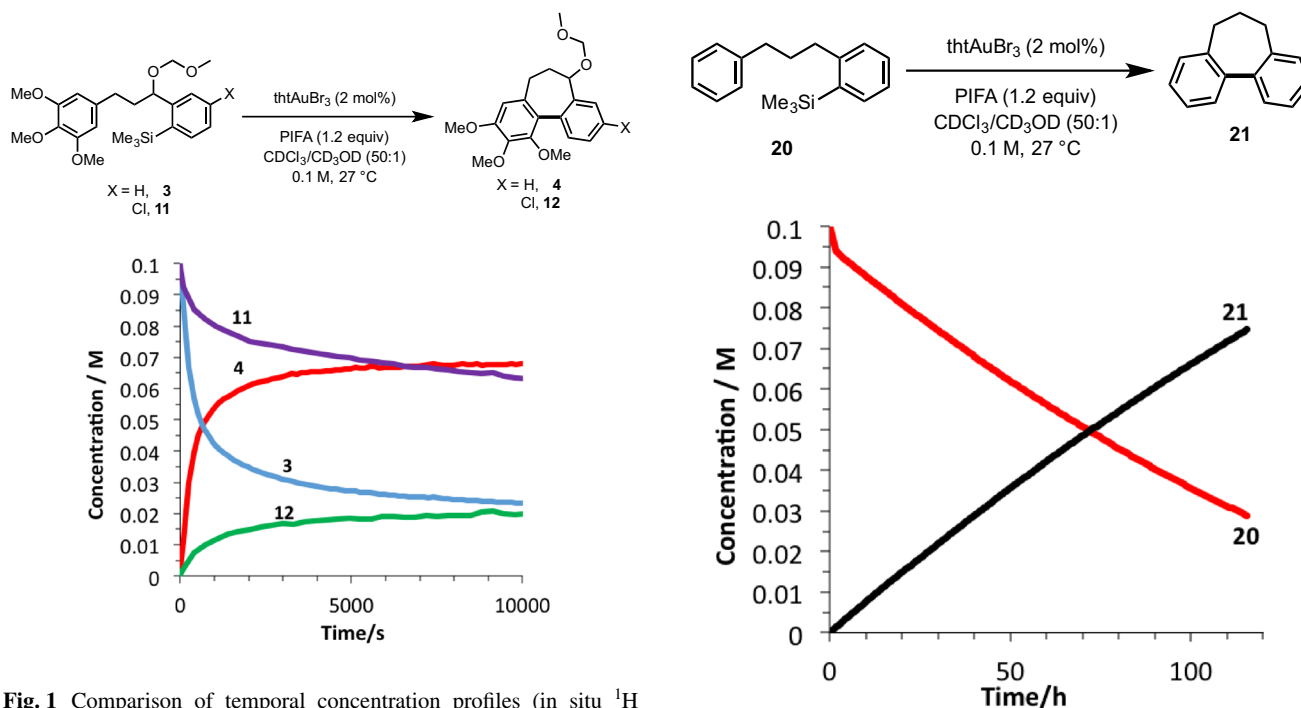 O
O
MeO
X
thtAuBr₃ (2 mol%)
MeO
Me₃Si
OMe
PIFA (1.2 equiv)
CDCl₃/CD₃OD (50:1)
0.1 M, 27 °C
X = H, 3
Cl, 11
O
O
MeO
X
MeO
OMe
X = H, 4
Cl, 12
Me₃Si
20
thtAuBr₃ (2 mol%)
PIFA (1.2 equiv)
CDCl₃/CD₃OD (50:1)
0.1 M, 27 °C
21
Concentration / M
0.1
0.09
0.08
0.07
0.06
0.05
0.04
0.03
0.02
0.01
0
11
4
3
12
0 5000 10000
Time/s
Concentration / M
0.1
0.09
0.08
0.07
0.06
0.05
0.04
0.03
0.02
0.01
0
21
20
0 50 100
Time/h
Fig. 1 Comparison of temporal concentration profiles (in situ ¹H